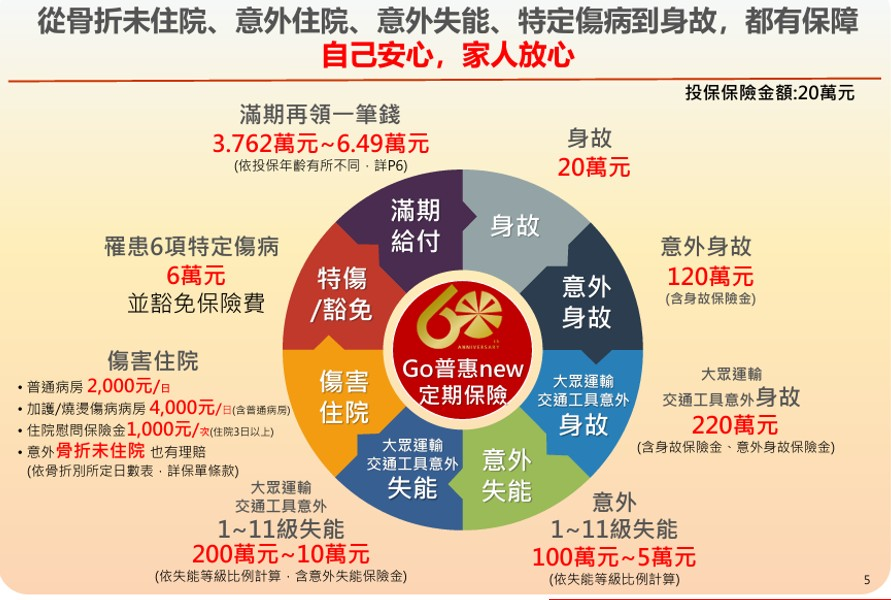 從骨折未住院、意外住院、意外失能、特定傷病到身故，都有保障
自己安心，家人放心
投保保險金額:20萬元
滿期再領一筆錢
3.762萬元~6.49萬元
(依投保年齡有所不同．詳P6)
身故
20萬元
罹患6項特定傷病
6萬元
並豁免保險費
意外身故
120萬元
(含身故保險金)
傷害住院
• 普通病房 2,000元/日
• 加護/燒燙傷病病房 4,000元/日(含普通病房)
• 住院慰問保險金1,000元/次(住院3日以上)
• 意外骨折未住院 也有理賠
(依骨折別所定日數表．詳保單條款)
大眾運輸
交通工具意外身故
220萬元
(含身故保險金、意外身故保險金)
大眾運輸
交通工具意外
1~11級失能
200萬元~10萬元
(依失能等級比例計算．含意外失能保險金)
意外
1~11級失能
100萬元~5萬元
(依失能等級比例計算)
滿期
給付
身故
特傷
/豁免
意外
身故
傷害
住院
大眾運輸
交通工具意外
身故
大眾運輸
交通工具意外
失能
意外
失能
60
ANNIVERSARY
Go普惠new
定期保險
5